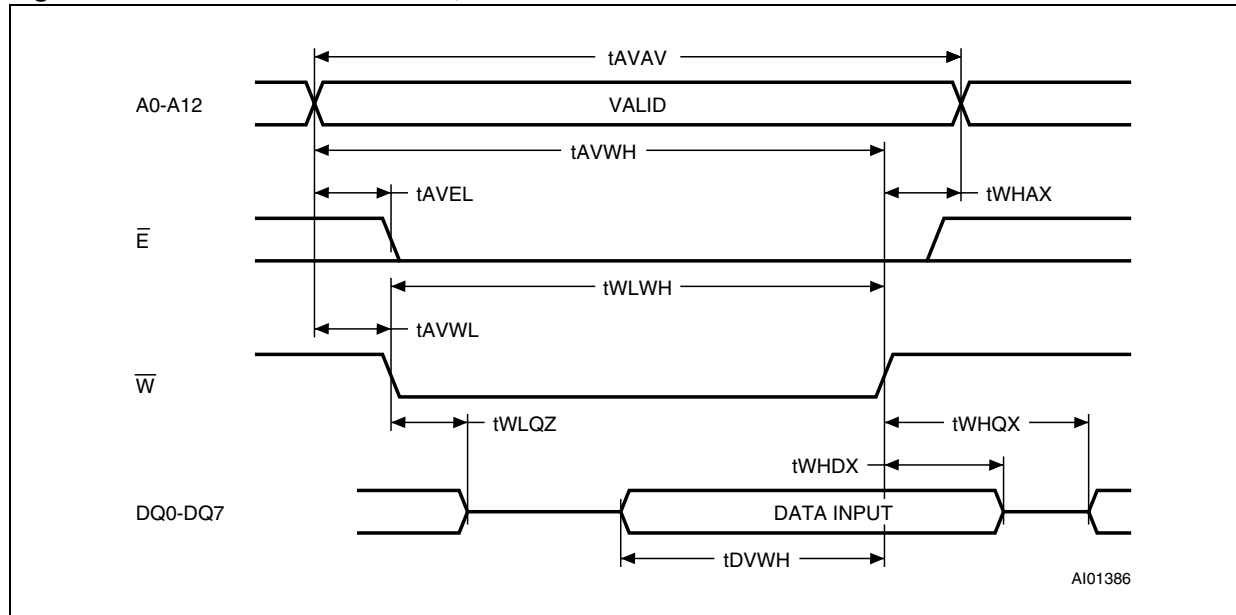 tAVAV
A0-A12
VALID
tAVWH
tAVEL
tWHAX
E̅
tWLWH
tAVWL
W̅
tWLQZ
tWHQX
tWHDX
DQ0-DQ7
DATA INPUT
tDVWH
AI01386